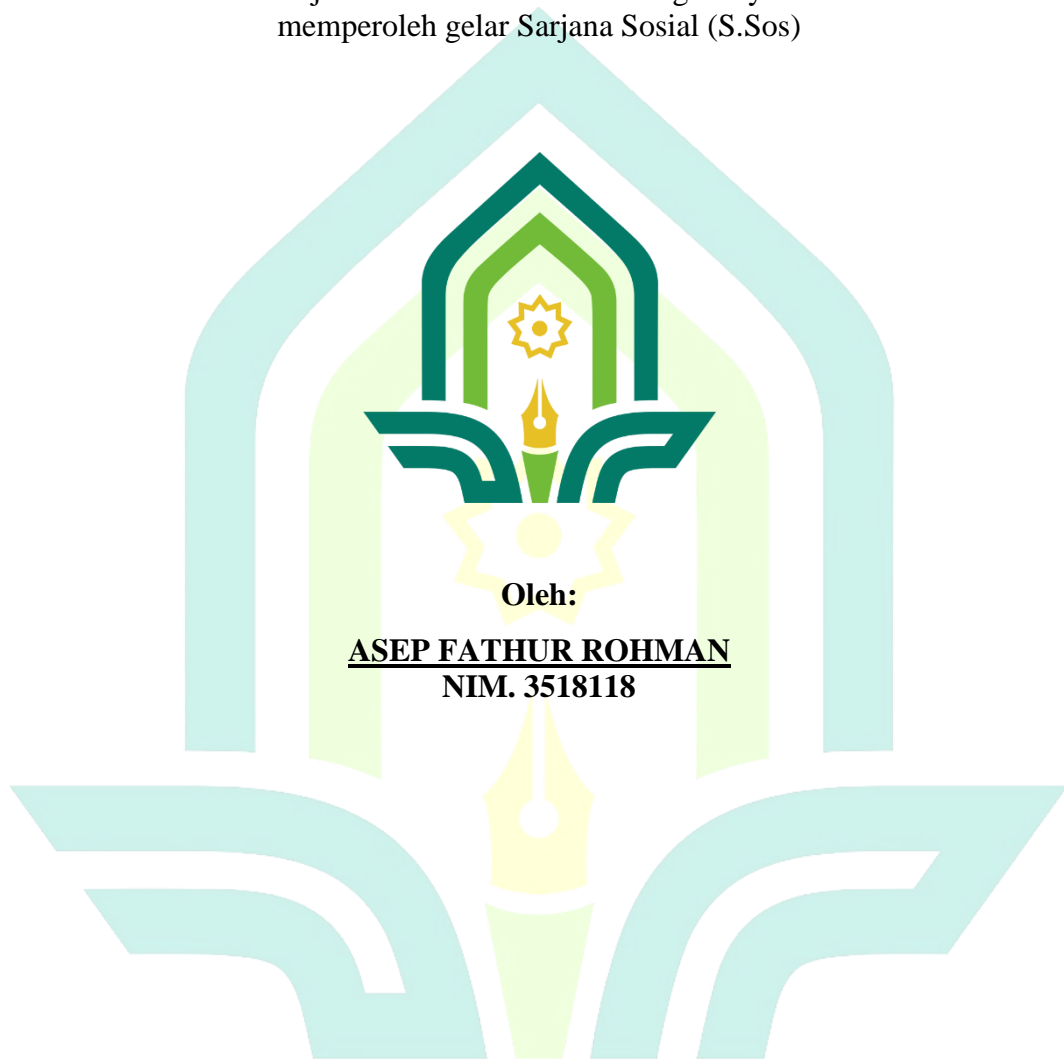 memperoleh gelar Sarjana Sosial (S.Sos)
Oleh:
ASEP FATHUR ROHMAN
NIM. 3518118